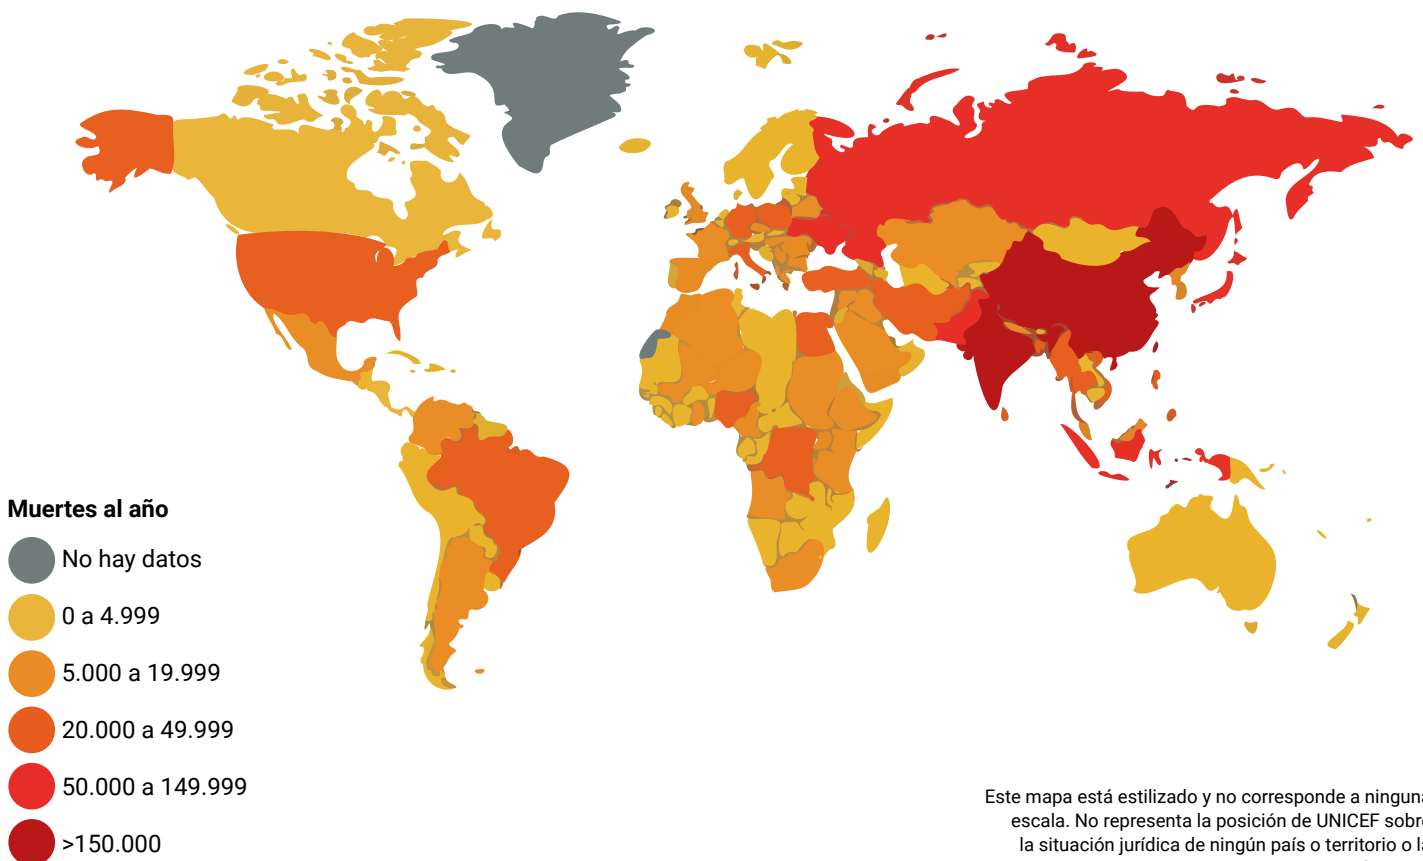 Muertes al año
No hay datos
0 a 4.999
5.000 a 19.999
20.000 a 49.999
50.000 a 149.999
>150.000
Este mapa está estilizado y no corresponde a ninguna
escala. No representa la posición de UNICEF sobre
la situación jurídica de ningún país o territorio o la